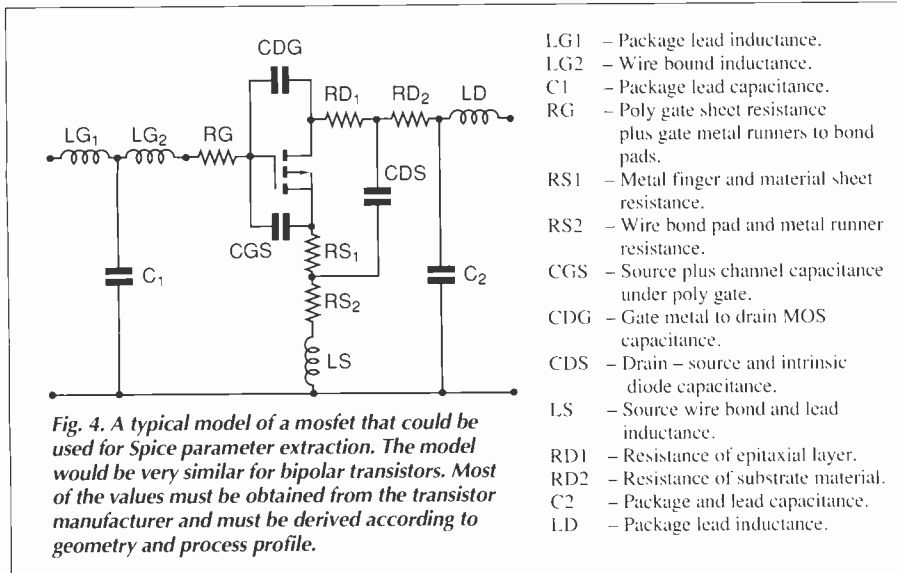 CDG
RD₁
RD₂
LD
LG₁
LG₂
RG
CDS
CGS
RS₁
C₁
C₂
RS₂
LS
Fig. 4. A typical model of a mosfet that could be
used for Spice parameter extraction. The model
would be very similar for bipolar transistors. Most
of the values must be obtained from the transistor
manufacturer and must be derived according to
geometry and process profile.
LG1 – Package lead inductance.
LG2 – Wire bound inductance.
C1 – Package lead capacitance.
RG – Poly gate sheet resistance
plus gate metal runners to bond
pads.
RS1 – Metal finger and material sheet
resistance.
RS2 – Wire bond pad and metal runner
resistance.
CGS – Source plus channel capacitance
under poly gate.
CDG – Gate metal to drain MOS
capacitance.
CDS – Drain – source and intrinsic
diode capacitance.
LS – Source wire bond and lead
inductance.
RD1 – Resistance of epitaxial layer.
RD2 – Resistance of substrate material.
C2 – Package and lead capacitance.
LD – Package lead inductance.